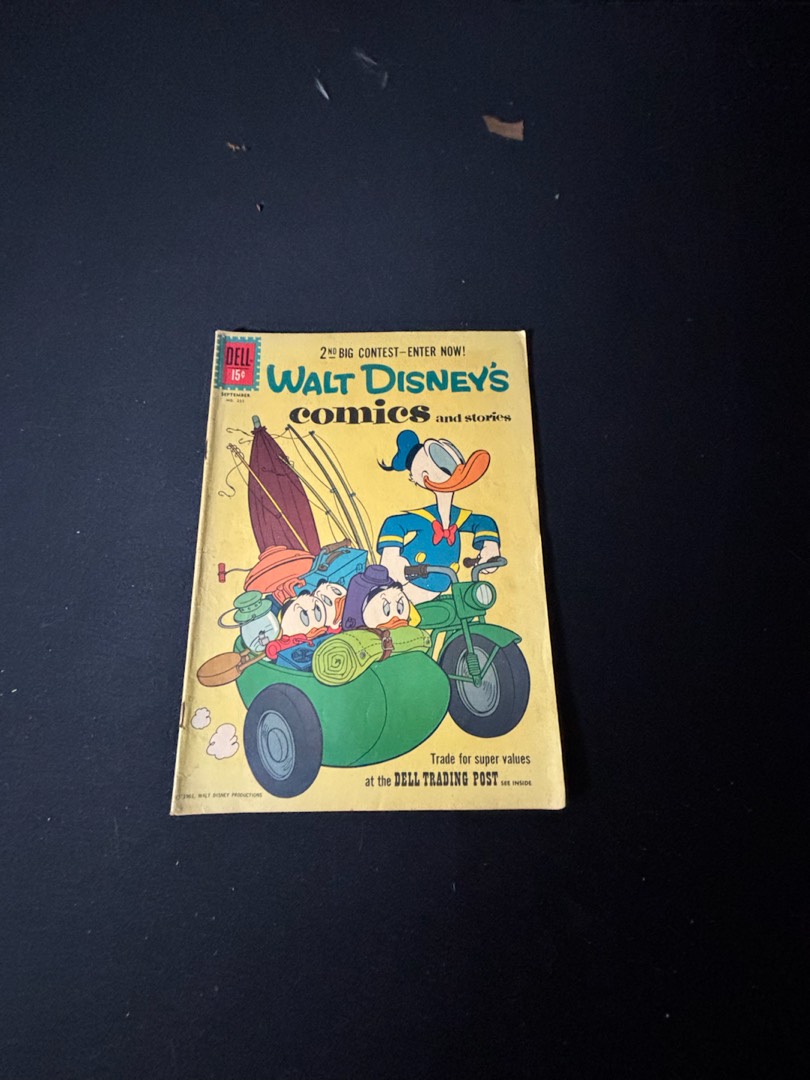 2ND BIG CONTEST—ENTER NOW!
DELL
15¢
WALT DISNEY'S
SEPTEMBER
comics and stories
Trade for super values
at the DELL TRADING POST SEE INSIDE
WALT DISNEY PRODUCTIONS